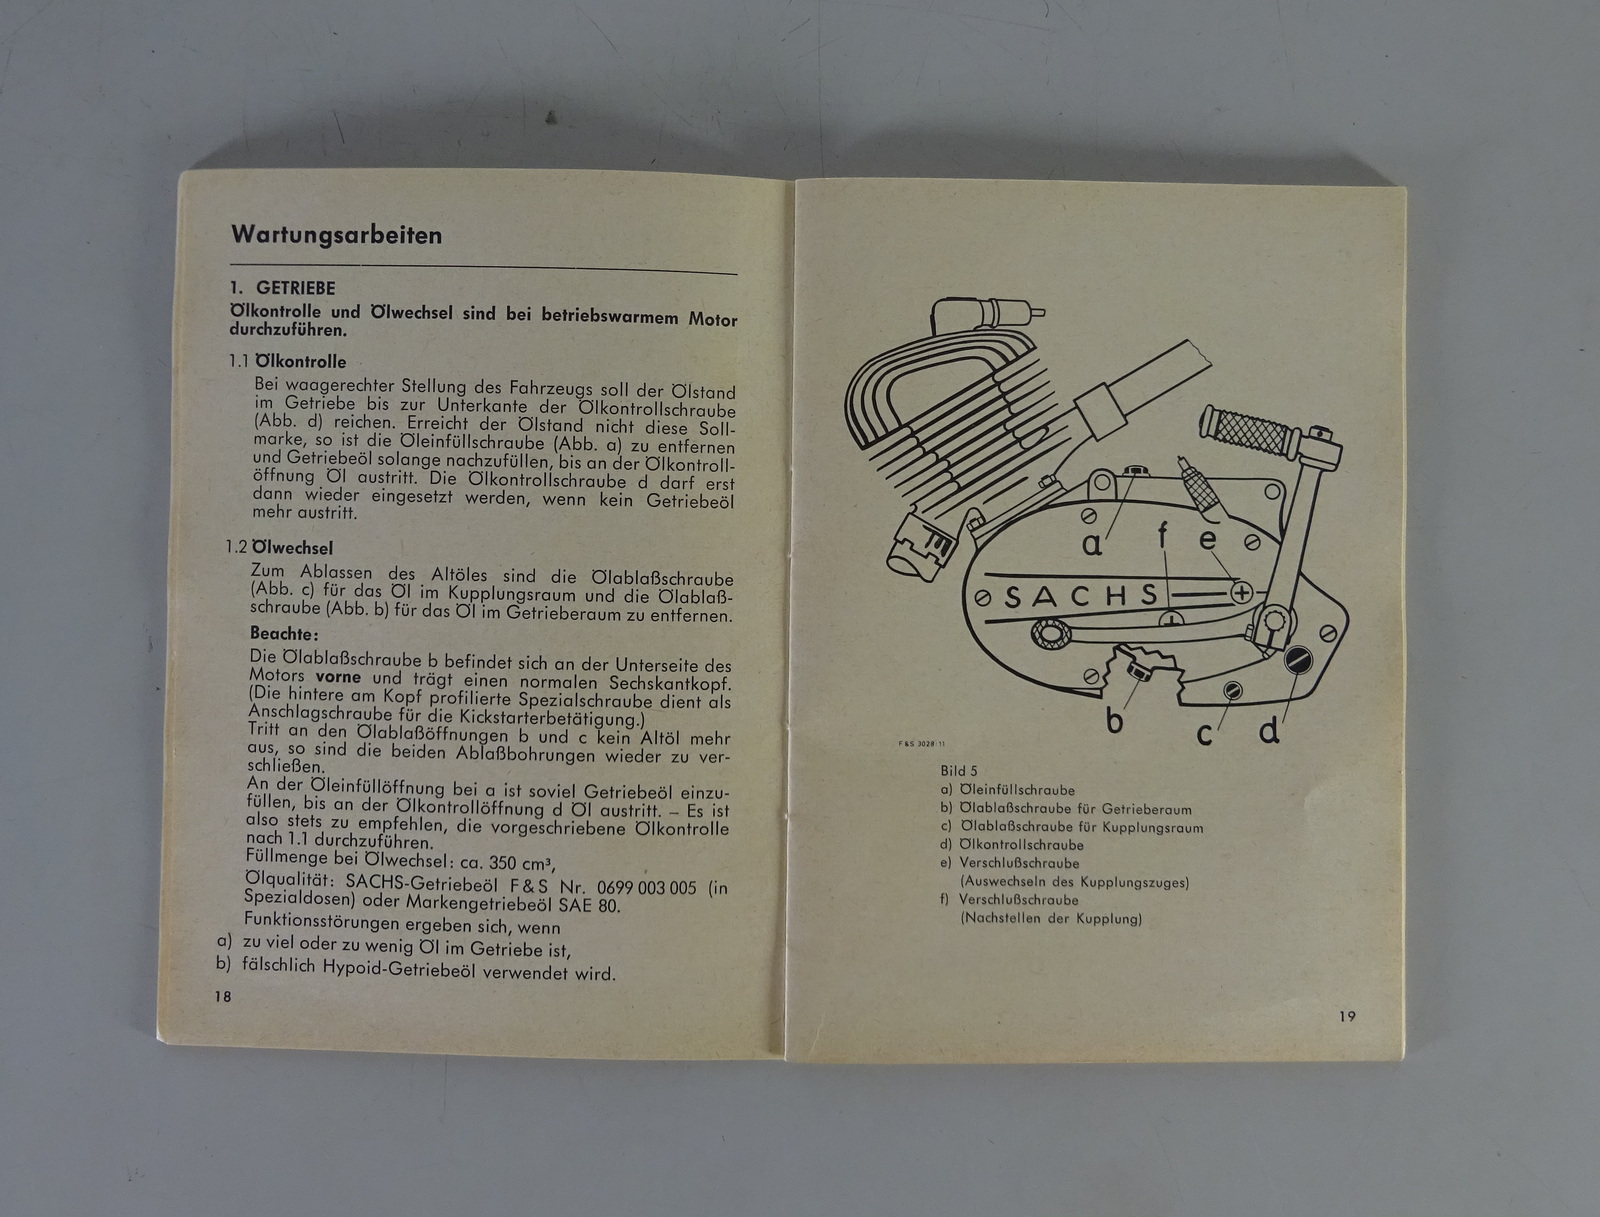 Wartungsarbeiten
1. GETRIEBE
Ölkontrolle und Ölwechsel sind bei betriebswarmem Motor
durchzuführen.
1.1 Ölkontrolle
Bei waagerechter Stellung des Fahrzeugs soll der Ölstand
im Getriebe bis zur Unterkante der Ölkontrollschraube
(Abb. d) reichen. Erreicht der Ölstand nicht diese Soll-
marke, so ist die Öleinfüllschraube (Abb. a) zu entfernen
und Getriebeöl solange nachzufüllen, bis an der Ölkontroll-
öffnung Öl austritt. Die Ölkontrollschraube d darf erst
dann wieder eingesetzt werden, wenn kein Getriebeöl
mehr austritt.
1.2 Ölwechsel
Zum Ablassen des Altöles sind die Ölablaßschraube
(Abb. c) für das Öl im Kupplungsraum und die Ölablaß-
schraube (Abb. b) für das Öl im Getrieberaum zu entfernen.
Beachte:
Die Ölablaßschraube b befindet sich an der Unterseite des
Motors vorne und trägt einen normalen Sechskantkopf.
(Die hintere am Kopf profilierte Spezialschraube dient als
Anschlagschraube für die Kickstarterbetätigung.)
Tritt an den Ölablaßöffnungen b und c kein Altöl mehr
aus, so sind die beiden Ablaßbohrungen wieder zu ver-
schließen.
An der Öleinfüllöffnung bei a ist soviel Getriebeöl einzu-
füllen, bis an der Ölkontrollöffnung d Öl austritt. – Es ist
also stets zu empfehlen, die vorgeschriebene Ölkontrolle
nach 1.1 durchzuführen.
Füllmenge bei Ölwechsel: ca. 350 cm³,
Ölqualität: SACHS-Getriebeöl F&S Nr. 0699 003 005 (in
Spezialdosen) oder Markengetriebeöl SAE 80.
Funktionsstörungen ergeben sich, wenn
a) zu viel oder zu wenig Öl im Getriebe ist,
b) fälschlich Hypoid-Getriebeöl verwendet wird.
18
a f e
SACHS
b c d
F&S 3028 11
Bild 5
a) Öleinfüllschraube
b) Ölablaßschraube für Getrieberaum
c) Ölablaßschraube für Kupplungsraum
d) Ölkontrollschraube
e) Verschlußschraube
(Auswechseln des Kupplungszuges)
f) Verschlußschraube
(Nachstellen der Kupplung)
19